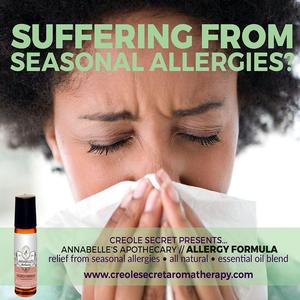 SUFFERING FROM
SEASONAL ALLERGIES?
CREOLE SECRET PRESENTS...
ANNABELLE'S APOTHECARY // ALLERGY FORMULA
relief from seasonal allergies • all natural • essential oil blend
www.creolesecretaromatherapy.com